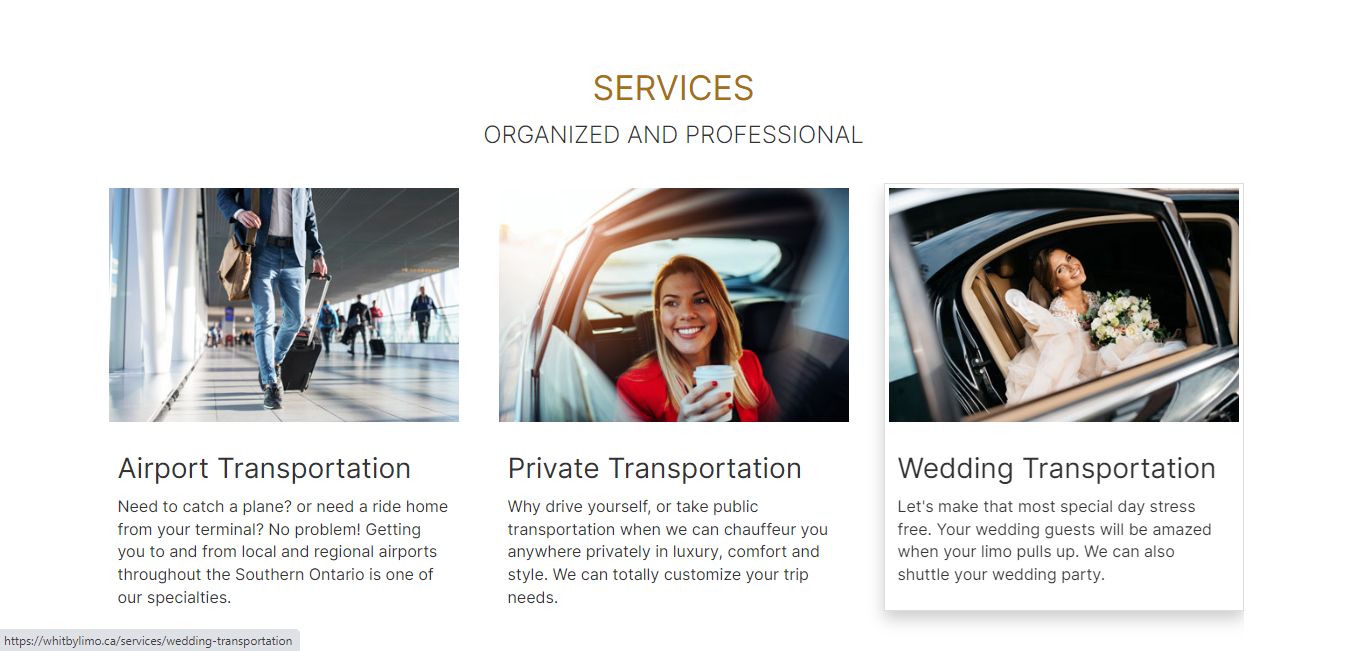 SERVICES
ORGANIZED AND PROFESSIONAL
Airport Transportation
Need to catch a plane? or need a ride home
from your terminal? No problem! Getting
you to and from local and regional airports
throughout the Southern Ontario is one of
our specialties.
Private Transportation
Why drive yourself, or take public
transportation when we can chauffeur you
anywhere privately in luxury, comfort and
style. We can totally customize your trip
needs.
Wedding Transportation
Let's make that most special day stress
free. Your wedding guests will be amazed
when your limo pulls up. We can also
shuttle your wedding party.
https://whitbylimo.ca/services/wedding-transportation